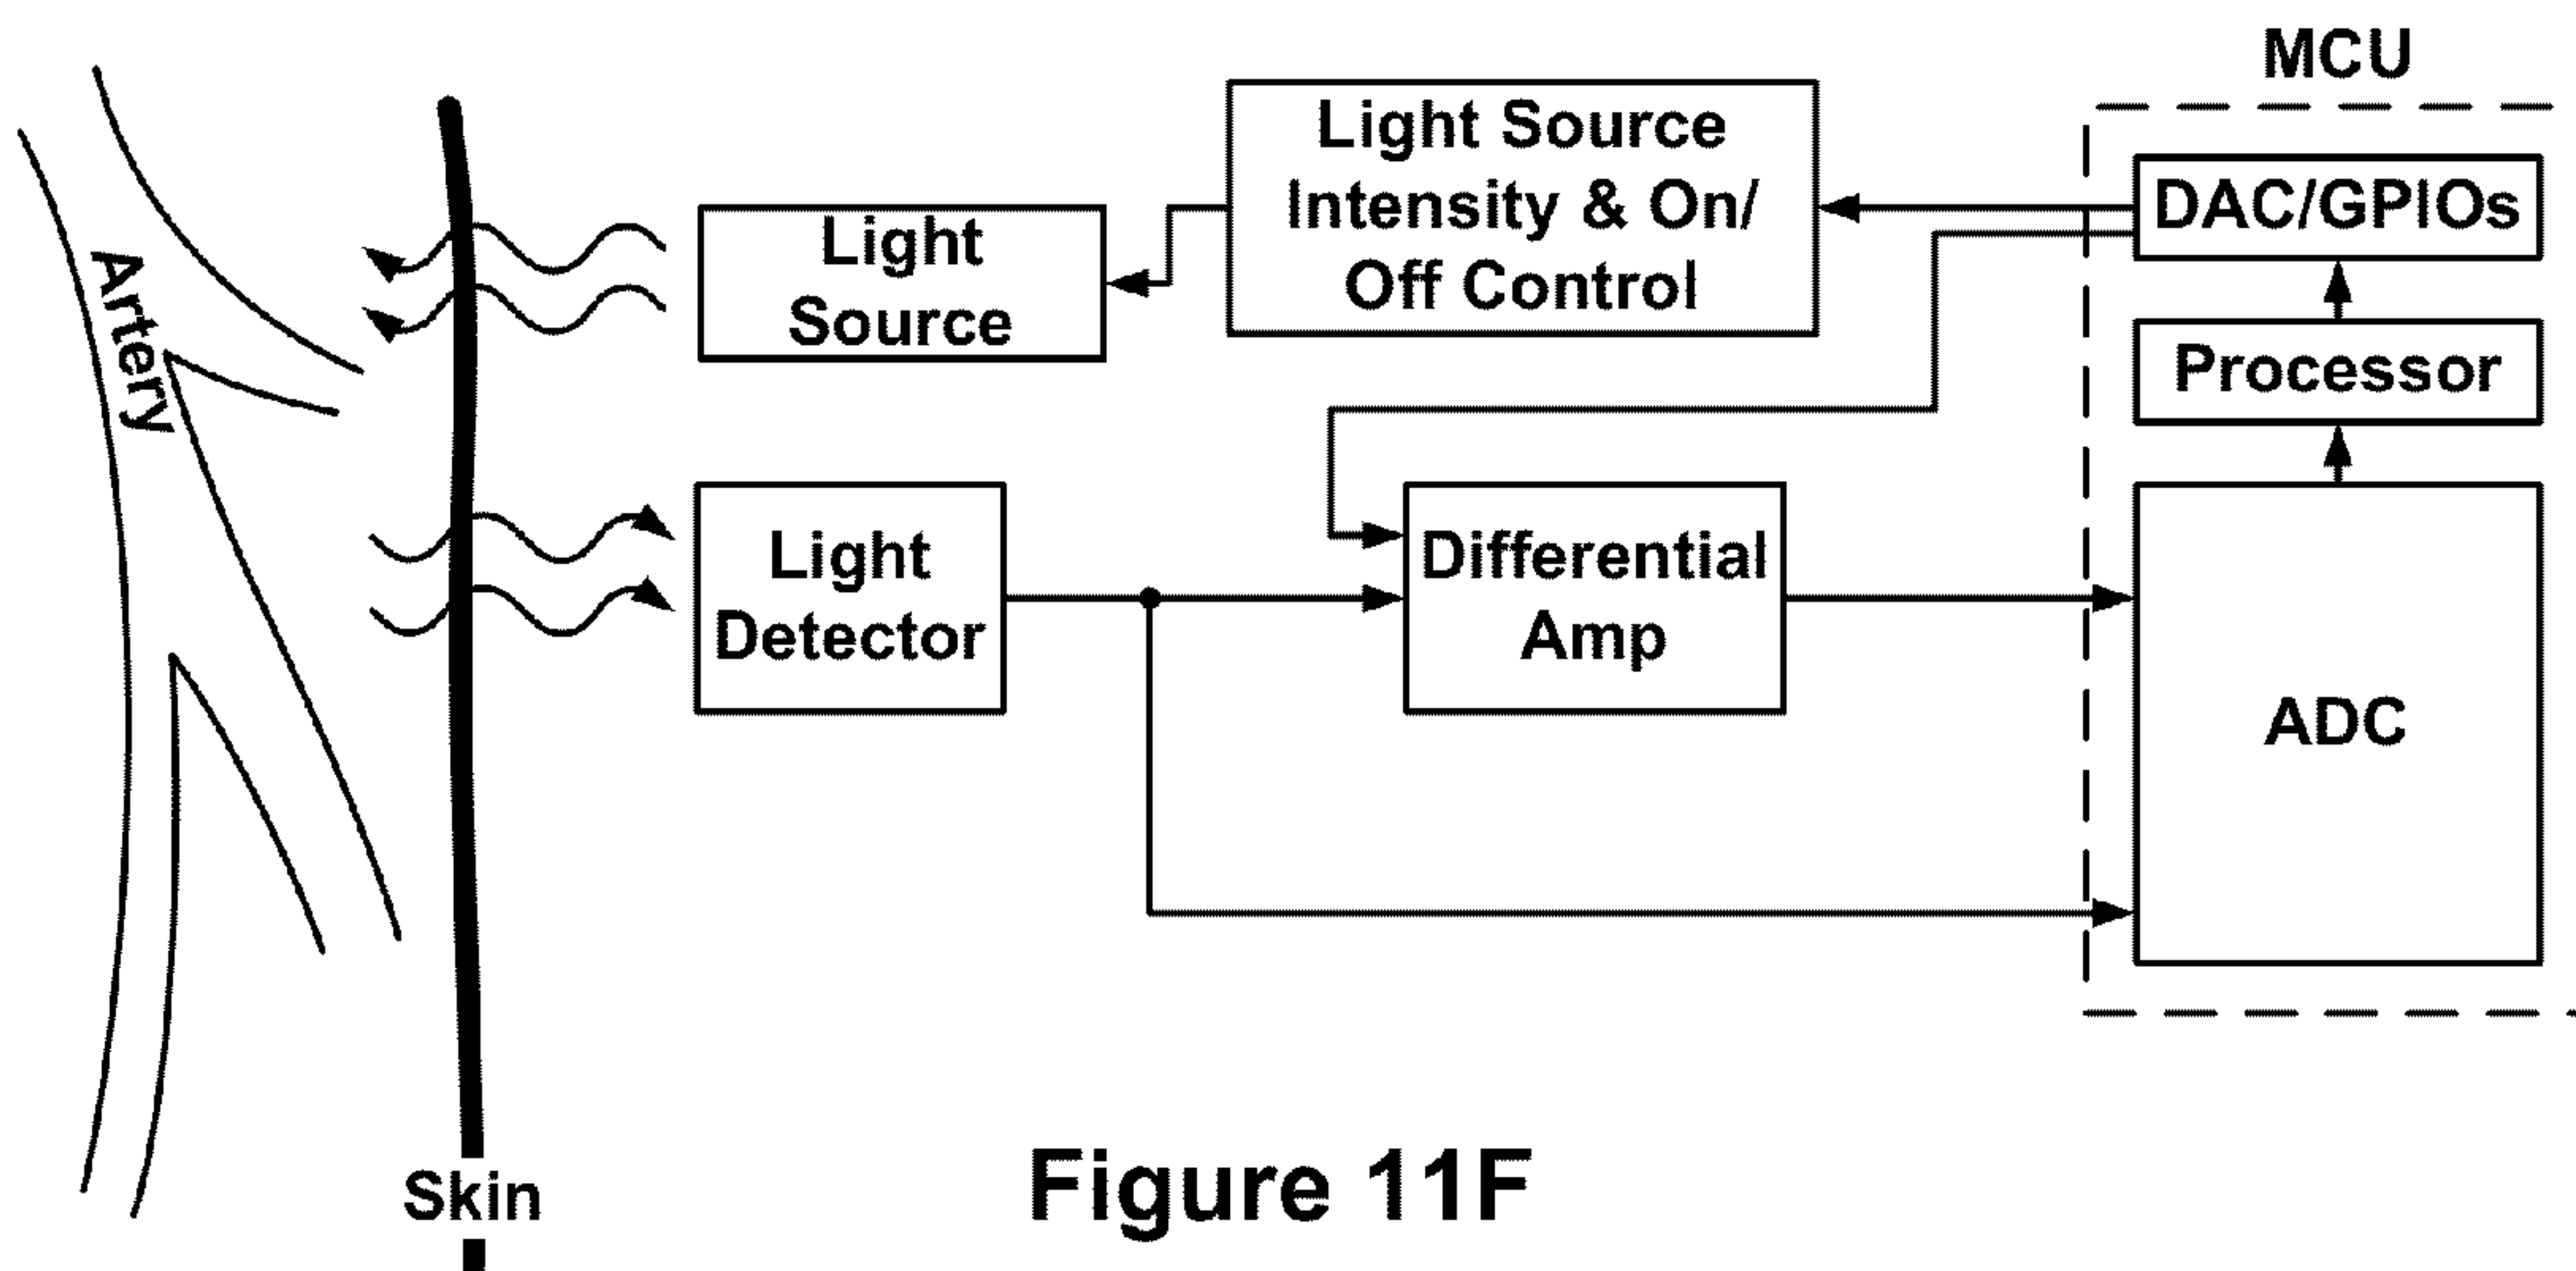 MCU
Light Source
Intensity & On/
Off Control
DAC/GPIOs
Light
Source
Artery
Processor
Light
Detector
Differential
Amp
ADC
Skin
Figure 11F